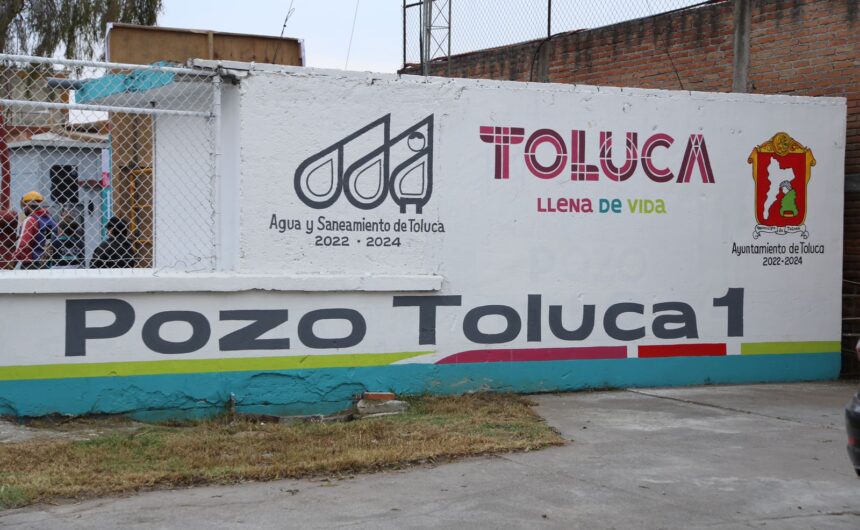 Agua y Saneamiento de Toluca
2022 - 2024
TOLUCA
LLENA DE VIDA
Ayuntamiento de Toluca
2022-2024
Pozo Toluca 1